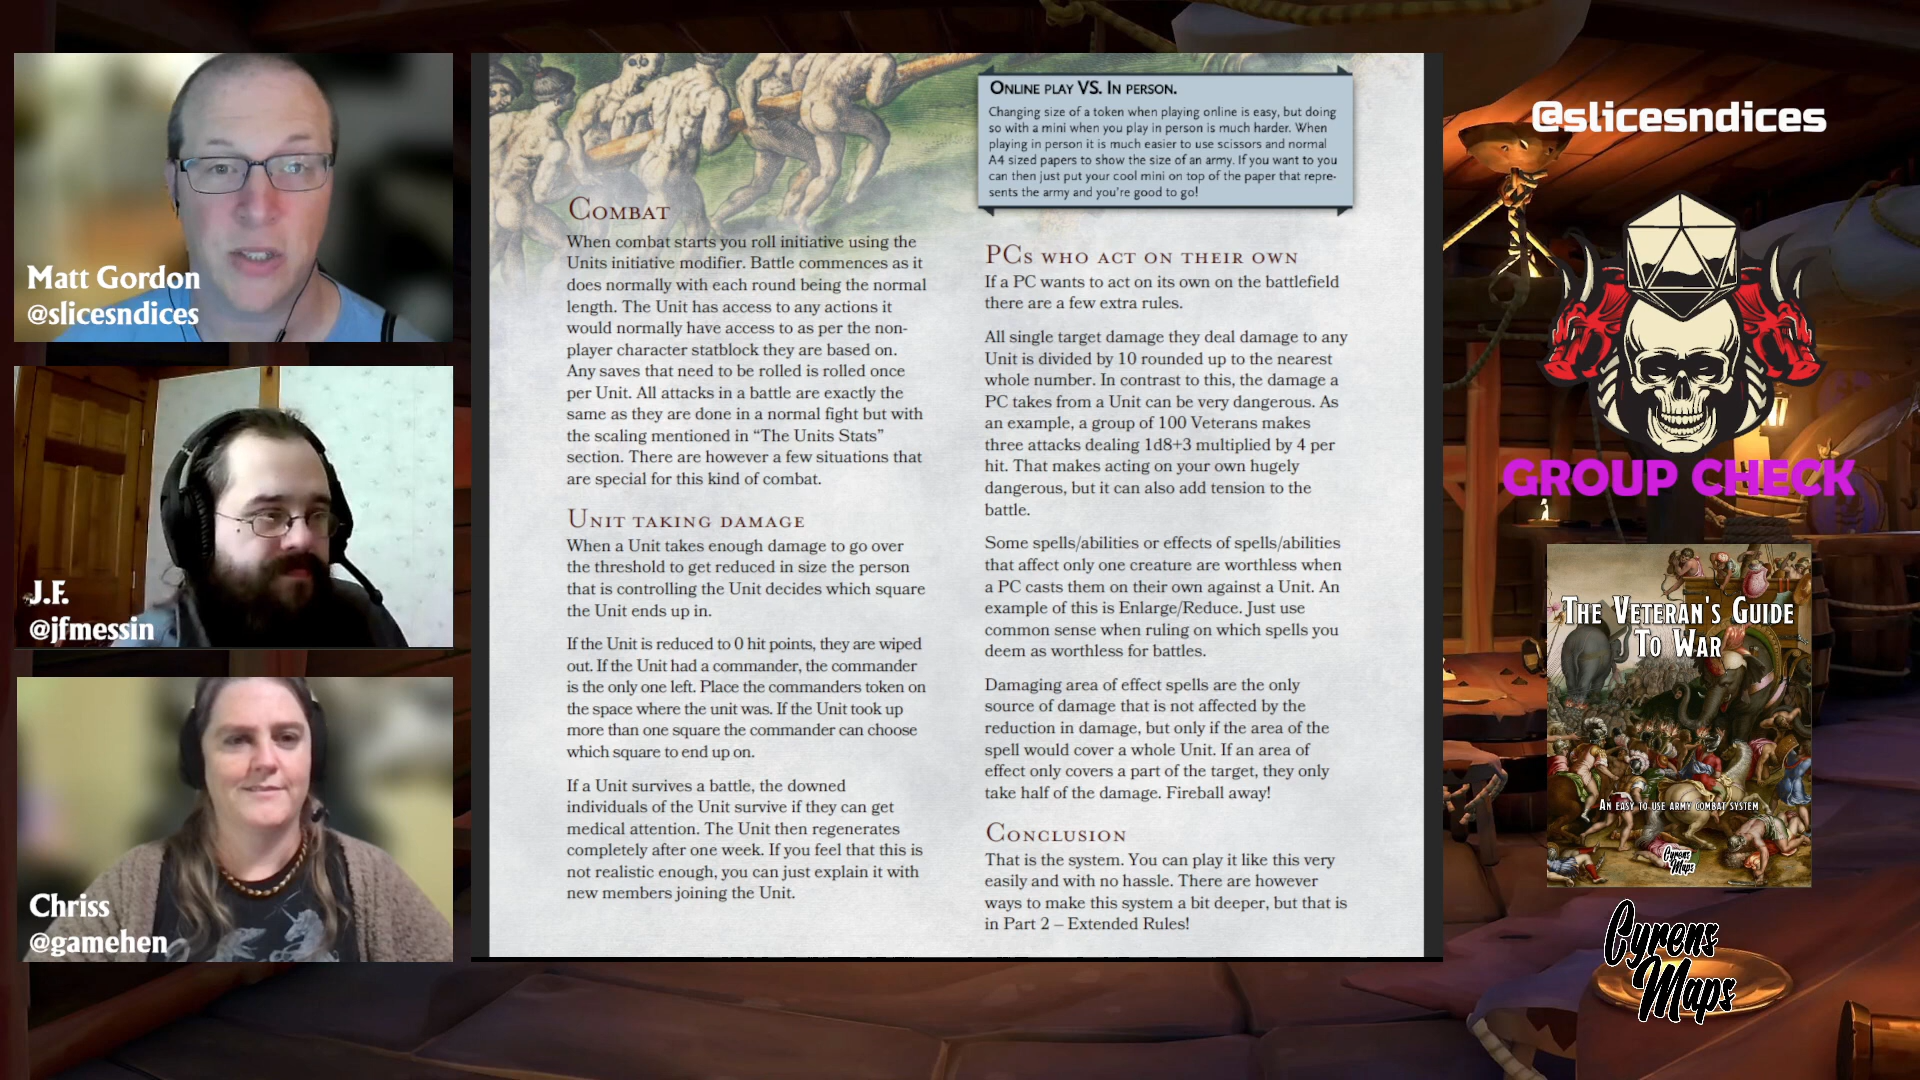 Matt Gordon
@slicesndices
J.F.
@jfmessin
Chriss
@gamehen
COMBAT
When combat starts you roll initiative using the
Units initiative modifier. Battle commences as it
does normally with each round being the normal
length. The Unit has access to any actions it
would normally have access to as per the non-
player character statblock they are based on.
Any saves that need to be rolled is rolled once
per Unit. All attacks in a battle are exactly the
same as they are done in a normal fight but with
the scaling mentioned in “The Units Stats”
section. There are however a few situations that
are special for this kind of combat.
UNIT TAKING DAMAGE
When a Unit takes enough damage to go over
the threshold to get reduced in size the person
that is controlling the Unit decides which square
the Unit ends up in.
If the Unit is reduced to 0 hit points, they are wiped
out. If the Unit had a commander, the commander
is the only one left. Place the commanders token on
the space where the unit was. If the Unit took up
more than one square the commander can choose
which square to end up on.
If a Unit survives a battle, the downed
individuals of the Unit survive if they can get
medical attention. The Unit then regenerates
completely after one week. If you feel that this is
not realistic enough, you can just explain it with
new members joining the Unit.
ONLINE PLAY VS. IN PERSON.
Changing size of a token when playing online is easy, but doing
so with a mini when you play in person is much harder. When
playing in person it is much easier to use scissors and normal
A4 sized papers to show the size of an army. If you want to you
can then just put your cool mini on top of the paper that repre-
sents the army and you're good to go!
PCS WHO ACT ON THEIR OWN
If a PC wants to act on its own on the battlefield
there are a few extra rules.
All single target damage they deal damage to any
Unit is divided by 10 rounded up to the nearest
whole number. In contrast to this, the damage a
PC takes from a Unit can be very dangerous. As
an example, a group of 100 Veterans makes
three attacks dealing 1d8+3 multiplied by 4 per
hit. That makes acting on your own hugely
dangerous, but it can also add tension to the
battle.
Some spells/abilities or effects of spells/abilities
that affect only one creature are worthless when
a PC casts them on their own against a Unit. An
example of this is Enlarge/Reduce. Just use
common sense when ruling on which spells you
deem as worthless for battles.
Damaging area of effect spells are the only
source of damage that is not affected by the
reduction in damage, but only if the area of the
spell would cover a whole Unit. If an area of
effect only covers a part of the target, they only
take half of the damage. Fireball away!
CONCLUSION
That is the system. You can play it like this very
easily and with no hassle. There are however
ways to make this system a bit deeper, but that is
in Part 2 – Extended Rules!
@slicesndices
GROUP CHECK
THE VETERAN'S GUIDE
TO WAR
AN EASY TO USE ARMY COMBAT SYSTEM
Cyrens
Maps
Cyrens
Maps